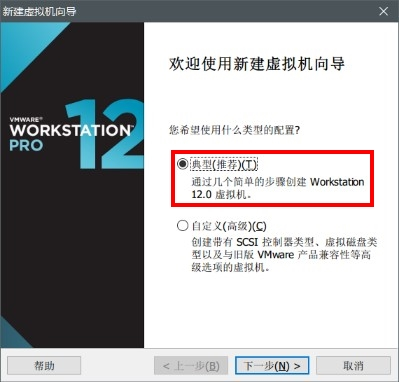 新建虚拟机向导
VMWARE®
WORKSTATION
PRO
12
欢迎使用新建虚拟机向导
您希望使用什么类型的配置?
典型(推荐)(T)
通过几个简单的步骤创建 Workstation
12.0 虚拟机。
自定义(高级)(C)
创建带有 SCSI 控制器类型、虚拟磁盘类
型以及与旧版 VMware 产品兼容性等高
级选项的虚拟机。
帮助
< 上一步(B)
下一步(N) >
取消